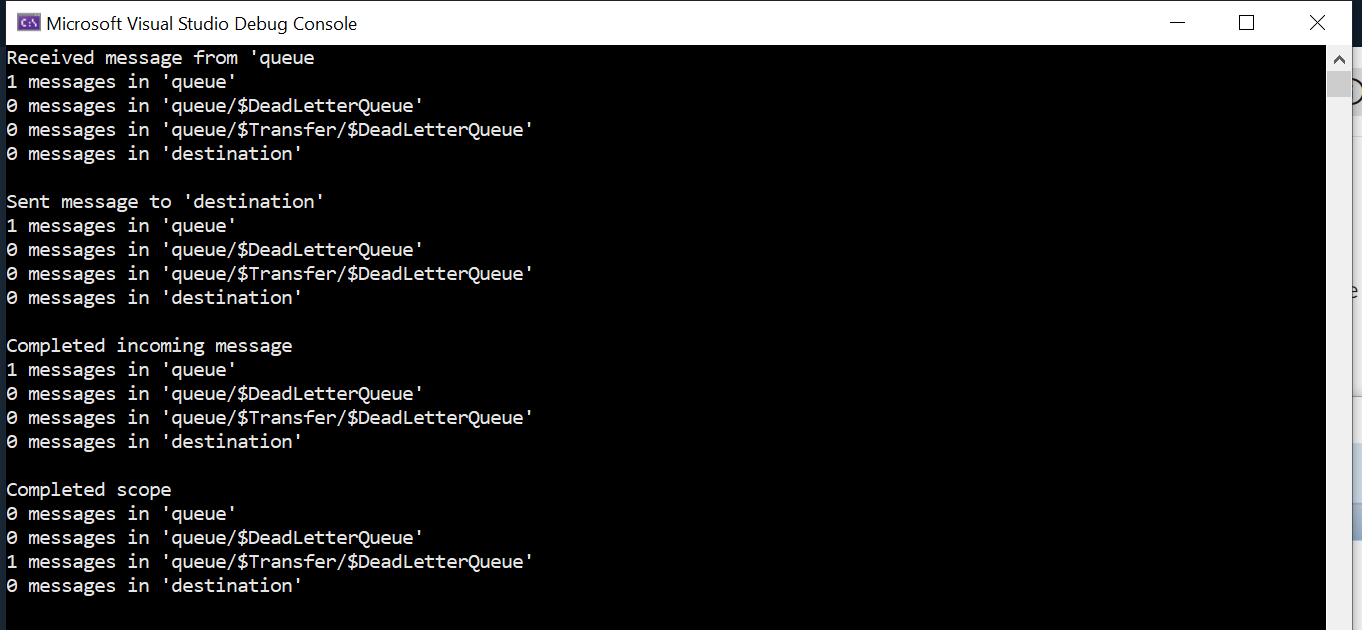 Microsoft Visual Studio Debug Console
Received message from 'queue
1 messages in 'queue'
0 messages in 'queue/$DeadLetterQueue'
0 messages in 'queue/$Transfer/$DeadLetterQueue'
0 messages in 'destination'
Sent message to 'destination'
1 messages in 'queue'
0 messages in 'queue/$DeadLetterQueue'
0 messages in 'queue/$Transfer/$DeadLetterQueue'
0 messages in 'destination'
Completed incoming message
1 messages in 'queue'
0 messages in 'queue/$DeadLetterQueue'
0 messages in 'queue/$Transfer/$DeadLetterQueue'
0 messages in 'destination'
Completed scope
0 messages in 'queue'
0 messages in 'queue/$DeadLetterQueue'
1 messages in 'queue/$Transfer/$DeadLetterQueue'
0 messages in 'destination'